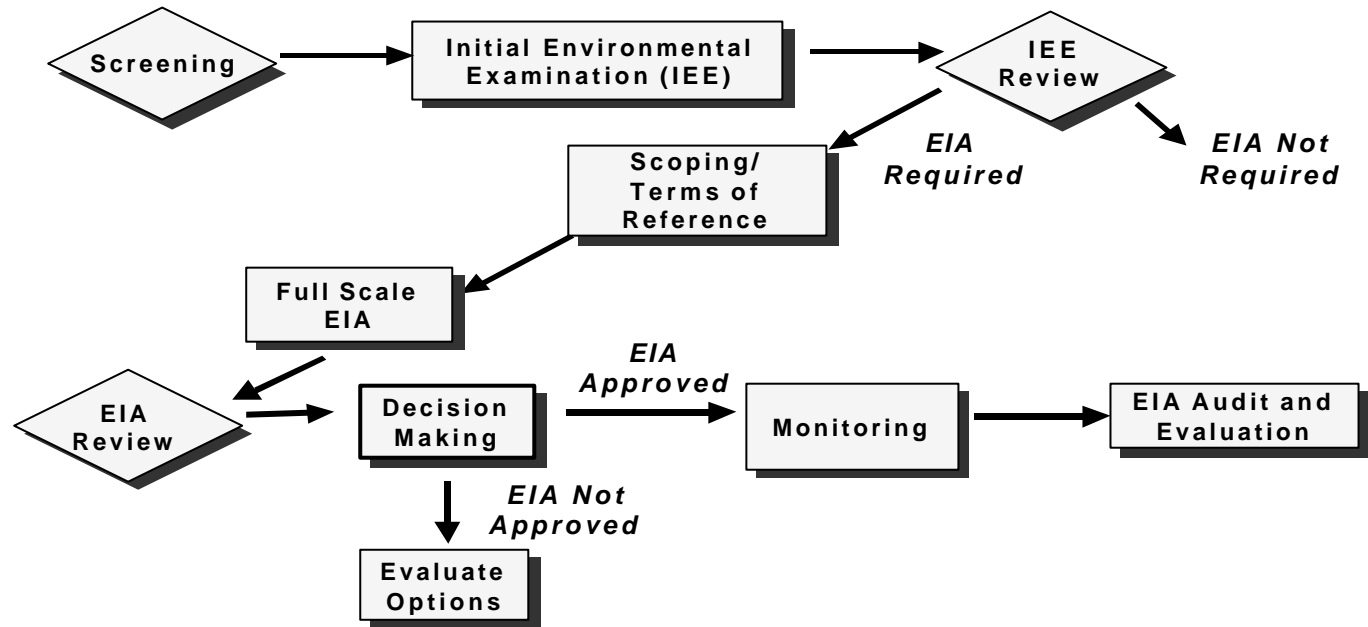 Screening
Initial Environmental
Examination (IEE)
IEE
Review
EIA
Required
EIA Not
Required
Scoping/
Terms of
Reference
Full Scale
EIA
EIA
Review
Decision
Making
EIA
Approved
Monitoring
EIA Audit and
Evaluation
EIA Not
Approved
Evaluate
Options